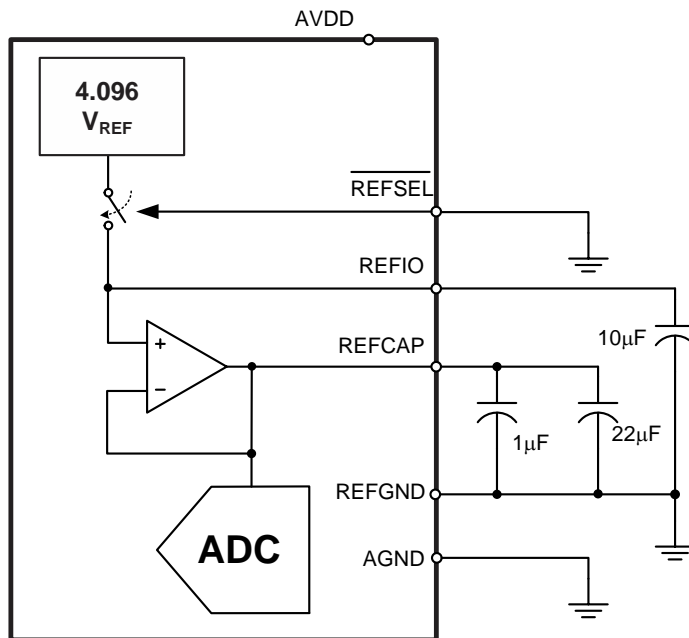 AVDD
4.096
VREF
REFSEL
REFIO
10μF
REFCAP
+
−
1μF
22μF
REFGND
ADC
AGND